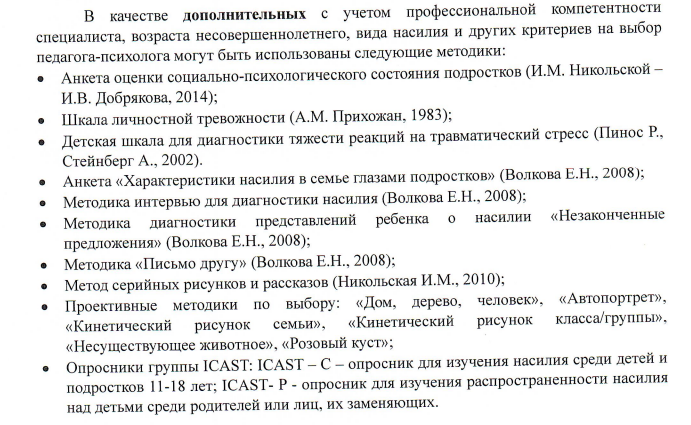 В качестве дополнительных с учетом профессиональной компетентности
специалиста, возраста несовершеннолетнего, вида насилия и других критериев на выбор
педагога-психолога могут быть использованы следующие методики:
• Анкета оценки социально-психологического состояния подростков (И.М. Никольской –
И.В. Добрякова, 2014);
• Шкала личностной тревожности (А.М. Прихожан, 1983);
• Детская шкала для диагностики тяжести реакций на травматический стресс (Пинос Р.,
Стейнберг А., 2002).
• Анкета «Характеристики насилия в семье глазами подростков» (Волкова Е.Н., 2008);
• Методика интервью для диагностики насилия (Волкова Е.Н., 2008);
• Методика диагностики представлений ребенка о насилии «Незаконченные
предложения» (Волкова Е.Н., 2008);
• Методика «Письмо другу» (Волкова Е.Н., 2008);
• Метод серийных рисунков и рассказов (Никольская И.М., 2010);
• Проективные методики по выбору: «Дом, дерево, человек», «Автопортрет»,
«Кинетический рисунок семьи», «Кинетический рисунок класса/группы»,
«Несуществующее животное», «Розовый куст»;
• Опросники группы ICAST: ICAST – C – опросник для изучения насилия среди детей и
подростков 11-18 лет; ICAST- P - опросник для изучения распространенности насилия
над детьми среди родителей или лиц, их заменяющих.